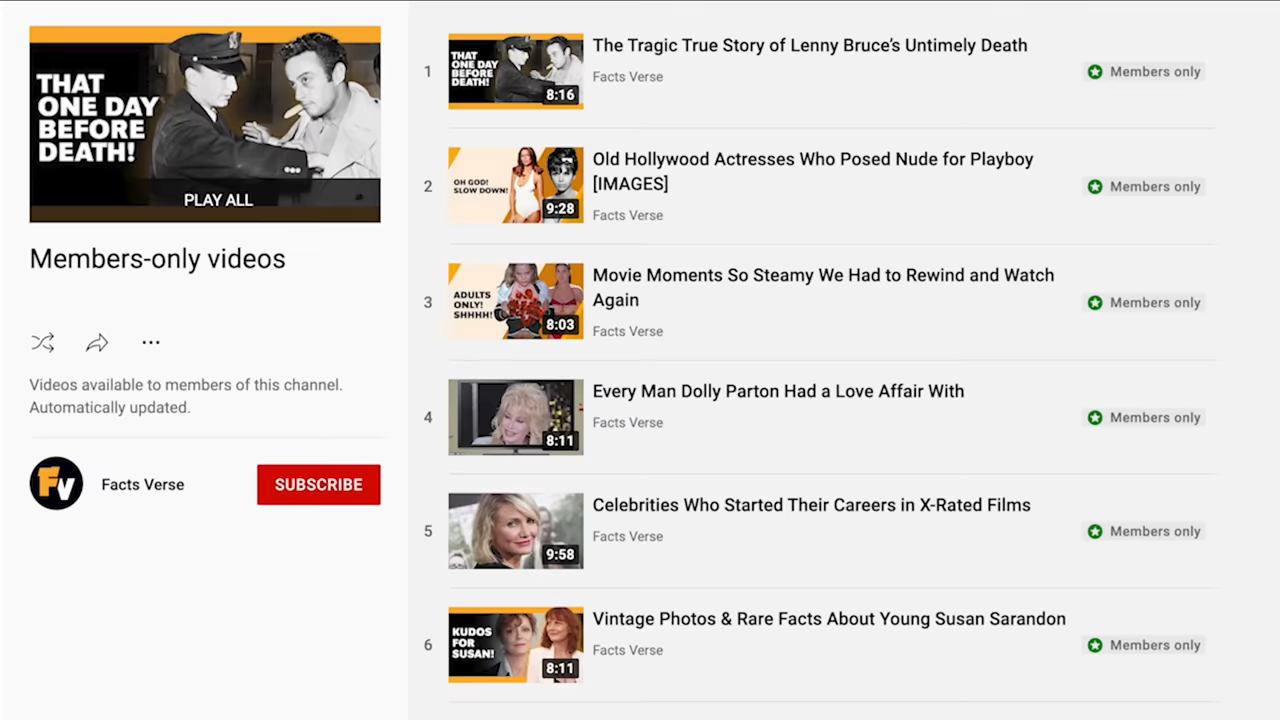 THAT
ONE DAY
BEFORE
DEATH!
PLAY ALL
Members-only videos
Videos available to members of this channel.
Automatically updated.
FV
Facts Verse
SUBSCRIBE
1
THAT
ONE DAY
BEFORE
DEATH!
8:16
The Tragic True Story of Lenny Bruce’s Untimely Death
Facts Verse
Members only
2
OH GOD!
SLOW DOWN!
9:28
Old Hollywood Actresses Who Posed Nude for Playboy
[IMAGES]
Facts Verse
Members only
3
ADULTS
ONLY!
SHHHH!
8:03
Movie Moments So Steamy We Had to Rewind and Watch
Again
Facts Verse
Members only
4
8:11
Every Man Dolly Parton Had a Love Affair With
Facts Verse
Members only
5
9:58
Celebrities Who Started Their Careers in X-Rated Films
Facts Verse
Members only
6
KUDOS
FOR
SUSAN!
8:11
Vintage Photos & Rare Facts About Young Susan Sarandon
Facts Verse
Members only